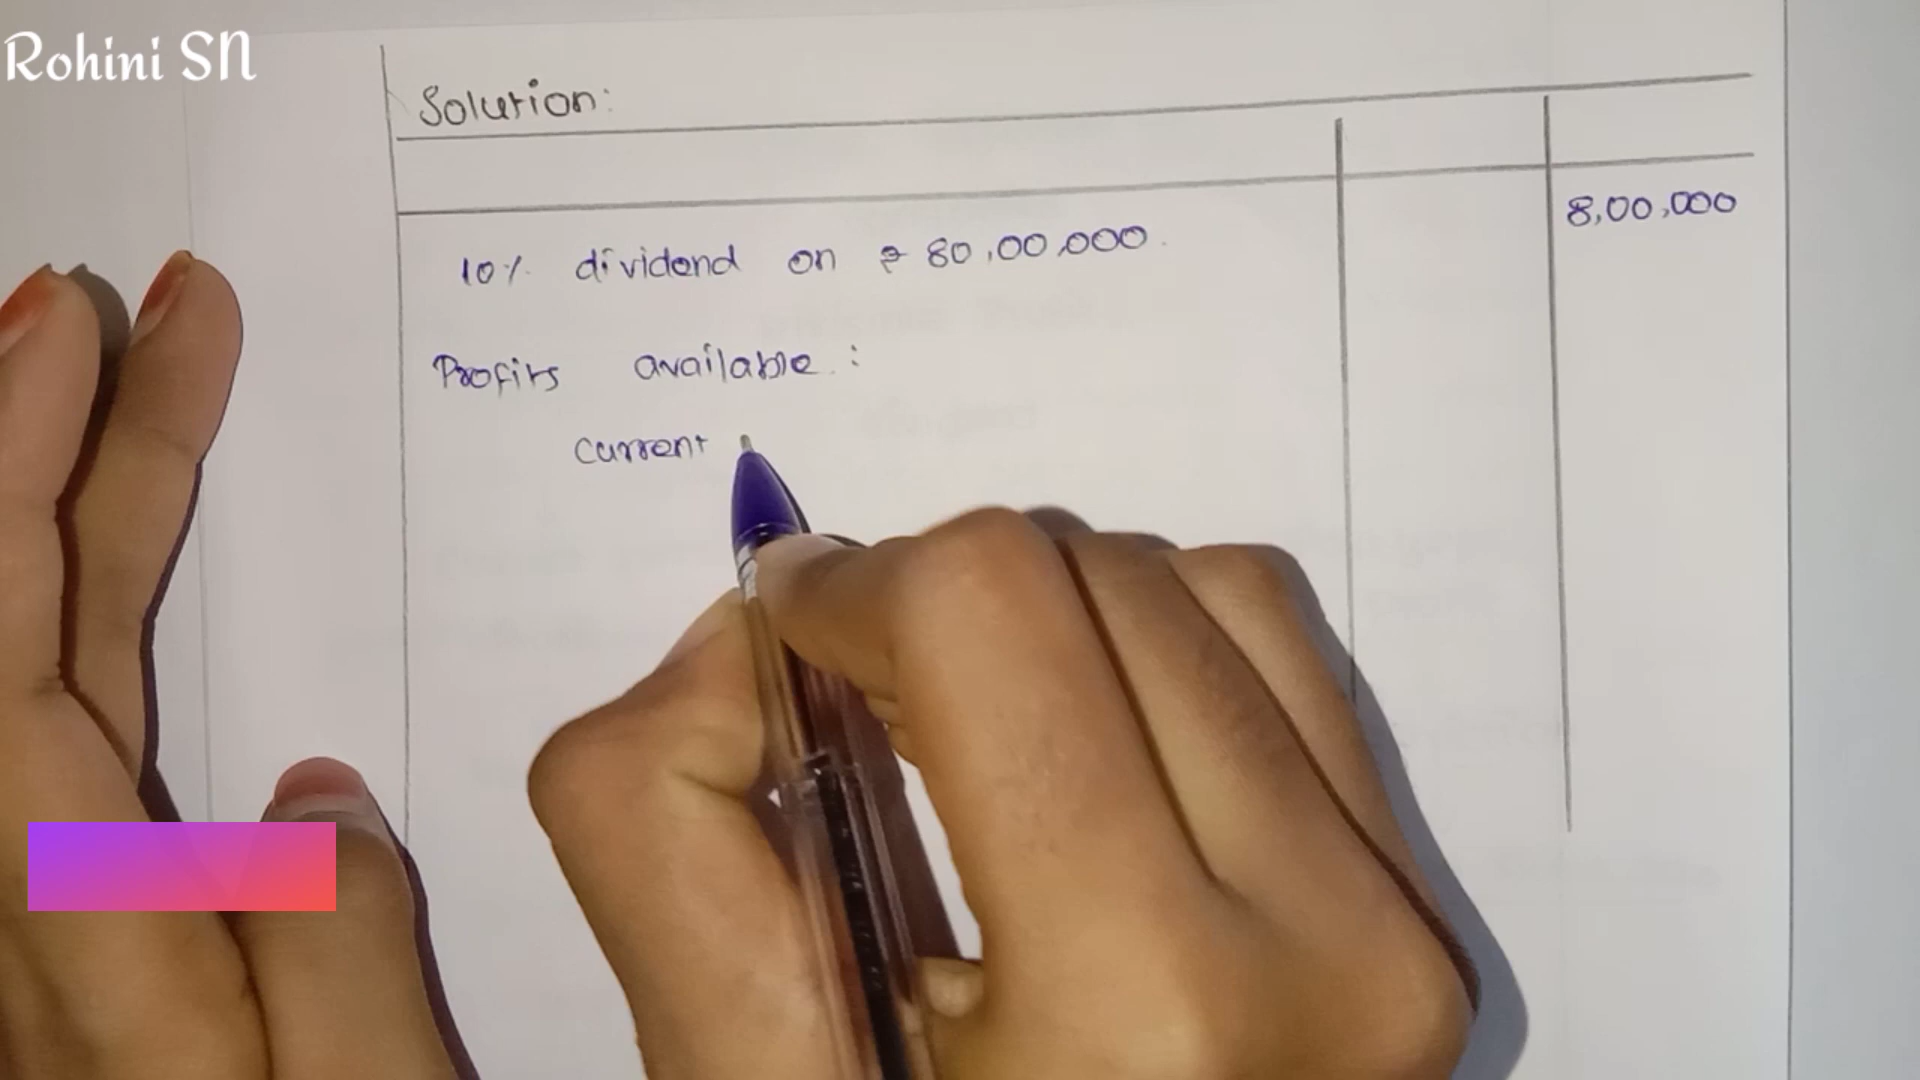 Rohini SN
Solution:
10% dividend on ₹ 80,00,000. 8,00,000
Profits available :
Current